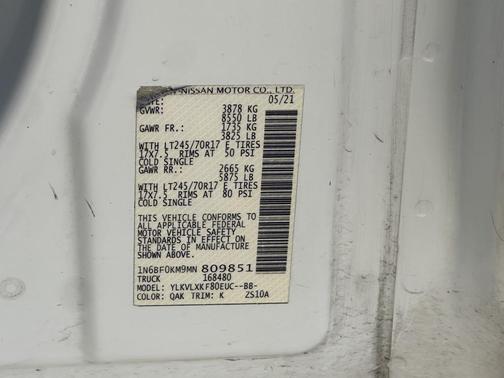 NISSAN MOTOR CO., LTD.
DATE: 05/21
GVWR: 3878 KG
8550 LB
GAWR FR.: 1735 KG
3825 LB
WITH LT245/70R17 E TIRES
17X7.5 RIMS AT 50 PSI
COLD SINGLE
GAWR RR.: 2665 KG
5875 LB
WITH LT245/70R17 E TIRES
17X7.5 RIMS AT 80 PSI
COLD SINGLE
THIS VEHICLE CONFORMS TO
ALL APPLICABLE FEDERAL
MOTOR VEHICLE SAFETY
STANDARDS IN EFFECT ON
THE DATE OF MANUFACTURE
SHOWN ABOVE.
1N6BF0KM9MN 809851
TRUCK 168480
MODEL: YLKVLXKF80EUC--BB-
COLOR: QAK TRIM: K ZS10A